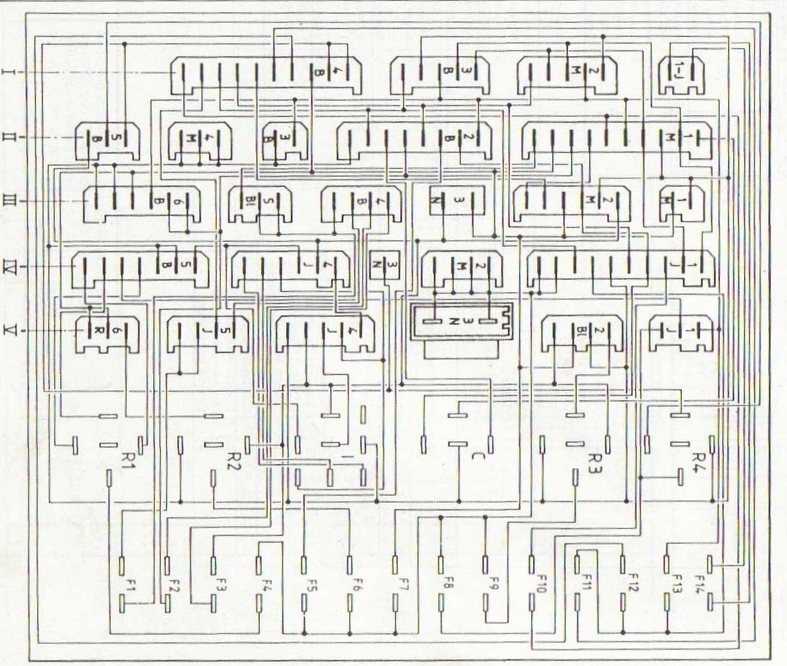 I 4 B 3 B 2 M 1-J
II 5 B 4 M 3 B 2 B 1 M
III 6 B 5 Bl 4 B 3 N 2 M 1 M
IV 5 B 4 J 3 N 2 M 1 J
V 6 R 5 J 4 J 3 N 2 Bl 1 J
R1 R2 I C R3 R4
F1 F2 F3 F4 F5 F6 F7 F8 F9 F10 F11 F12 F13 F14